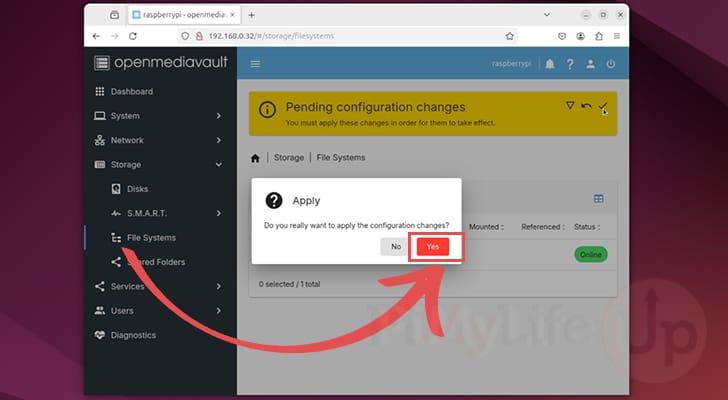 raspberrypi - openmediavault
192.168.0.32/#/storage/filesystems
openmediavault
raspberrypi
Dashboard
System
Network
Storage
Disks
S.M.A.R.T.
File Systems
Shared Folders
Services
Users
Diagnostics
Pending configuration changes
You must apply these changes in order for them to take effect.
| Storage | File Systems
Mounted
Referenced
Status
Online
0 selected / 1 total
Apply
Do you really want to apply the configuration changes?
No
Yes
PiMyLifeUp